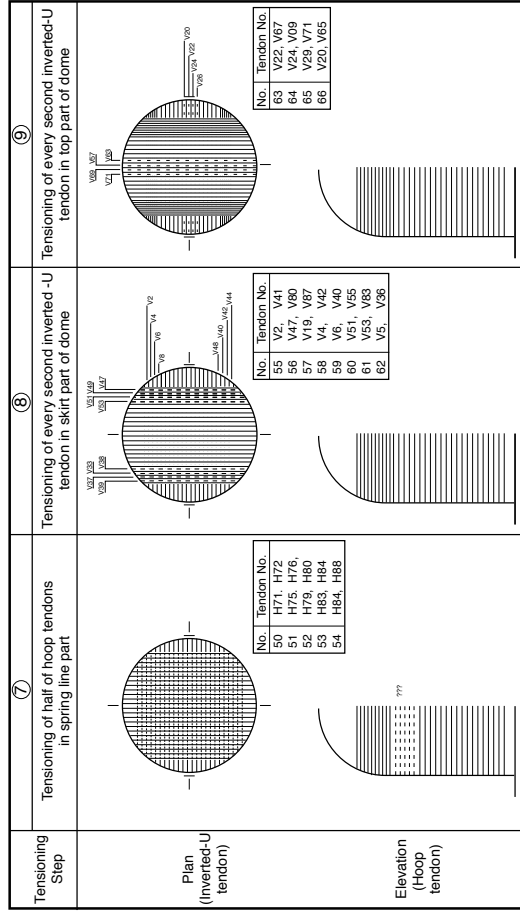 Tensioning
Step
⑦
Tensioning of half of hoop tendons
in spring line part
⑧
Tensioning of every second inverted -U
tendon in skirt part of dome
⑨
Tensioning of every second inverted-U
tendon in top part of dome
Plan
(Inverted-U
tendon)
No. Tendon No.
50 H71. H72
51 H75. H76,
52 H79, H80
53 H83, H84
54 H84, H88
V37 V33
V39 V38
V51 V49
V53 V47
V2
V4
V6
V8
V48
V40
V42
V44
No. Tendon No.
55 V2, V41
56 V47, V80
57 V19, V87
58 V4, V42
59 V6, V40
60 V51, V55
61 V53, V83
62 V5, V36
V69 V57
V71 V63
V20
V22
V24
V26
No. Tendon No.
63 V22, V67
64 V24, V09
65 V29, V71
66 V20, V65
Elevation
(Hoop
tendon)
???